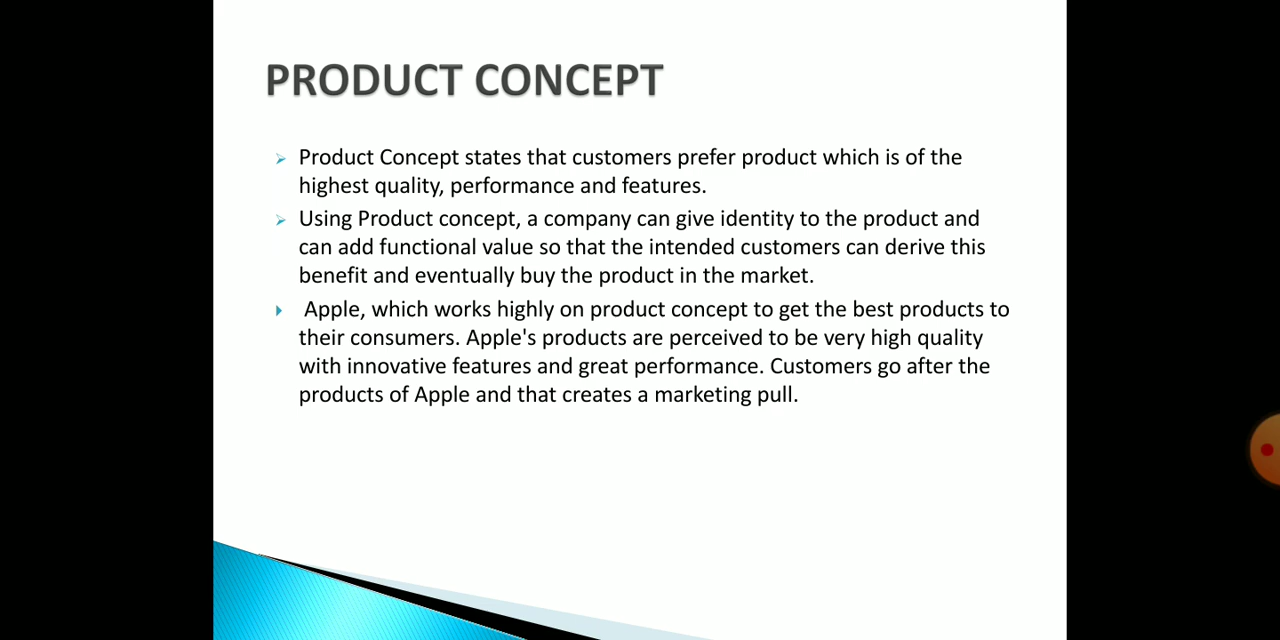 PRODUCT CONCEPT
Product Concept states that customers prefer product which is of the
highest quality, performance and features.
Using Product concept, a company can give identity to the product and
can add functional value so that the intended customers can derive this
benefit and eventually buy the product in the market.
Apple, which works highly on product concept to get the best products to
their consumers. Apple's products are perceived to be very high quality
with innovative features and great performance. Customers go after the
products of Apple and that creates a marketing pull.